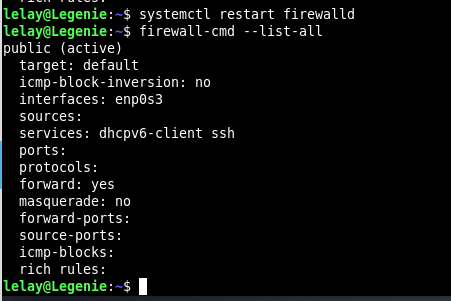 rich rules:
lelay@Legenie:~$ systemctl restart firewalld
lelay@Legenie:~$ firewall-cmd --list-all
public (active)
  target: default
  icmp-block-inversion: no
  interfaces: enp0s3
  sources:
  services: dhcpv6-client ssh
  ports:
  protocols:
  forward: yes
  masquerade: no
  forward-ports:
  source-ports:
  icmp-blocks:
  rich rules:
lelay@Legenie:~$